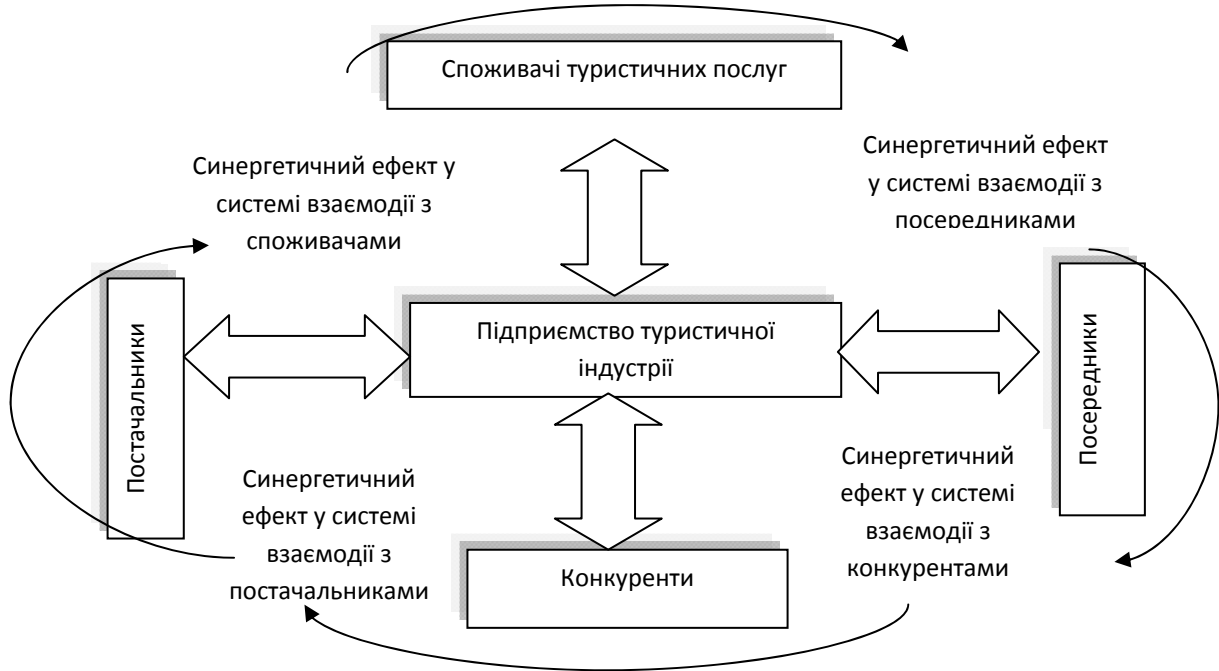 Споживачі туристичних послуг
Синергетичний ефект у
системі взаємодії з
споживачами
Синергетичний ефект
у системі взаємодії з
посередниками
Постачальники
Підприємство туристичної
індустрії
Посередники
Синергетичний
ефект у системі
взаємодії з
постачальниками
Синергетичний
ефект у системі
взаємодії з
конкурентами
Конкуренти